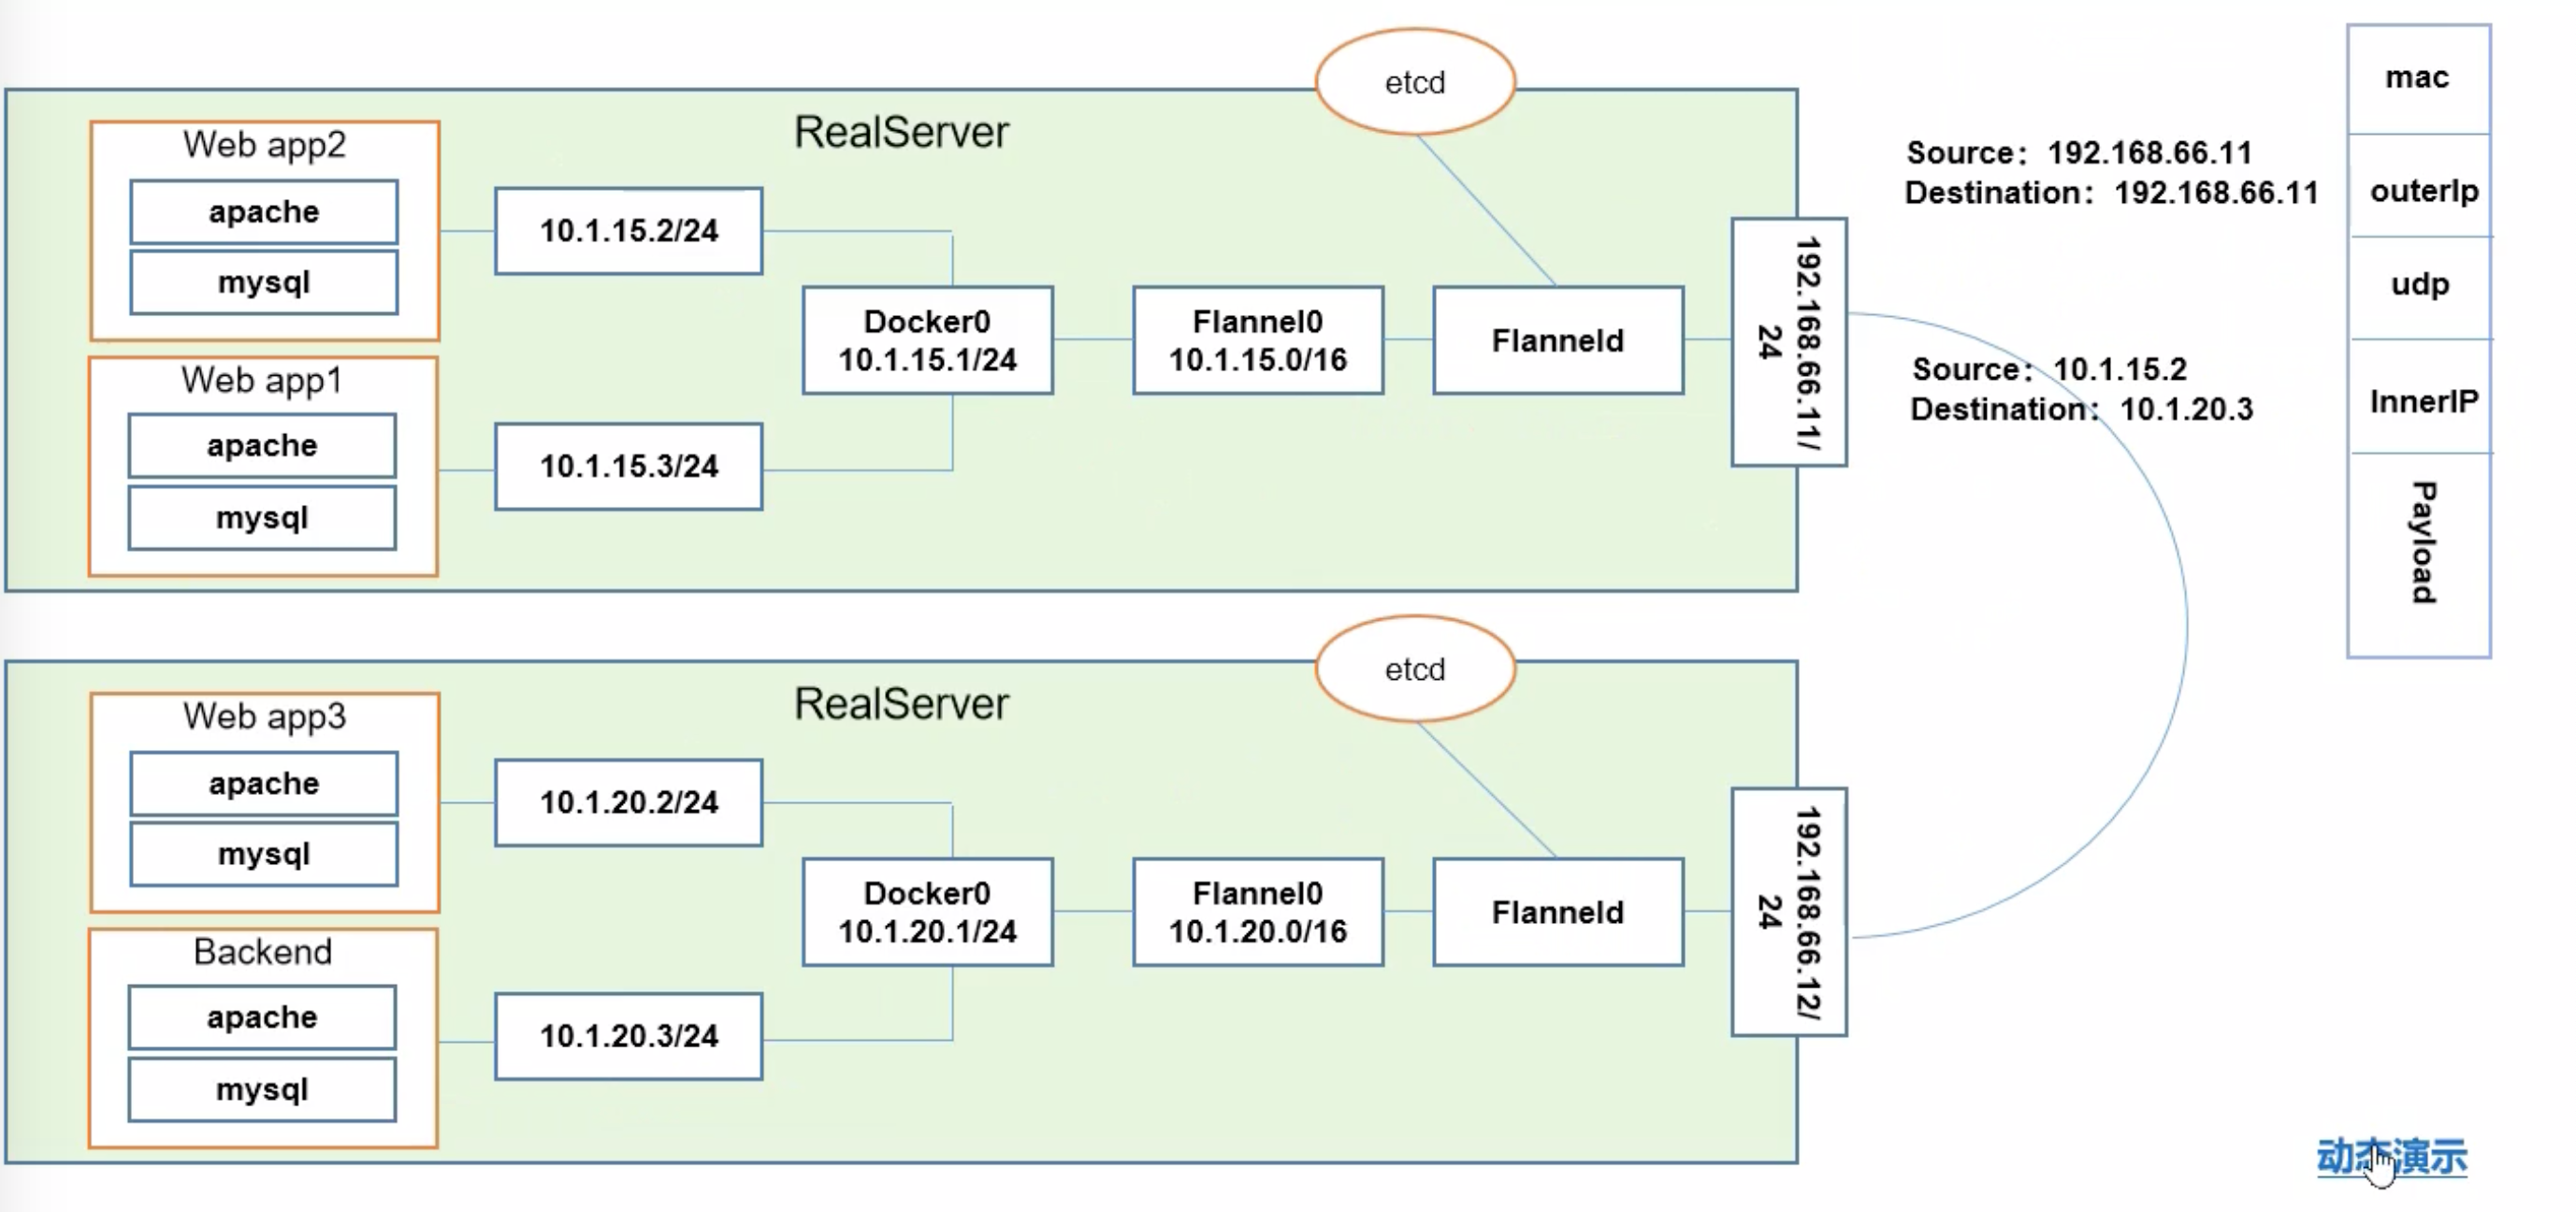 etcd
RealServer
Web app2
apache
mysql
10.1.15.2/24
Web app1
apache
mysql
10.1.15.3/24
Docker0
10.1.15.1/24
Flannel0
10.1.15.0/16
Flanneld
192.168.66.11/
24
Source：192.168.66.11
Destination：192.168.66.11
Source：10.1.15.2
Destination：10.1.20.3
mac
outerIp
udp
InnerIP
Payload
etcd
RealServer
Web app3
apache
mysql
10.1.20.2/24
Backend
apache
mysql
10.1.20.3/24
Docker0
10.1.20.1/24
Flannel0
10.1.20.0/16
Flanneld
192.168.66.12/
24
动态演示